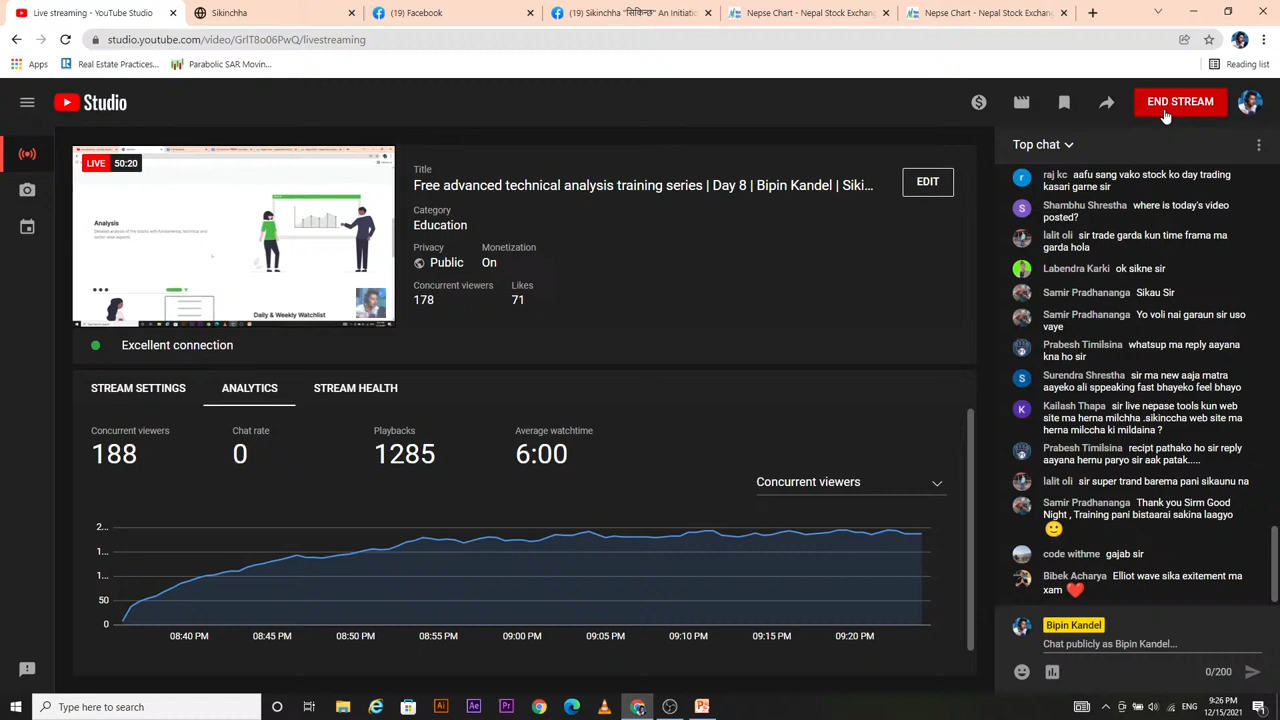 Live streaming - YouTube Studio
Sikincha
(19) Facebook
(19) Sikincha "सिकिन्छ" An Initiati
Nepse Chart - Nepal Stock Exchang
Nepse Chart - Nepal Stock Exchang
studio.youtube.com/video/GrIT8o06PwQ/livestreaming
Apps
Real Estate Practices...
Parabolic SAR Movin...
Reading list
Studio
END STREAM
LIVE 50:20
Analysis
Daily & Weekly Watchlist
Excellent connection
Title
Free advanced technical analysis training series | Day 8 | Bipin Kandel | Siki...
EDIT
Category
Education
Privacy
Monetization
Public
On
Concurrent viewers
Likes
178
71
STREAM SETTINGS
ANALYTICS
STREAM HEALTH
Concurrent viewers
Chat rate
Playbacks
Average watchtime
188
0
1285
6:00
Concurrent viewers
2...
1...
1...
50
0
08:40 PM
08:45 PM
08:50 PM
08:55 PM
09:00 PM
09:05 PM
09:10 PM
09:15 PM
09:20 PM
Top chat
raj kc aafu sang vako stock ko day trading
kasari garne sir
Shambhu Shrestha where is today's video
posted?
lalit oli sir trade garda kun time frama ma
garda hola
Labendra Karki ok sikne sir
Samir Pradhananga Sikau Sir
Samir Pradhananga Yo voli nai garaun sir uso
vaye
Prabesh Timilsina whatsup ma reply aayana
kna ho sir
Surendra Shrestha sir ma new aaja matra
aayeko ali sppeaking fast bhayeko feel bhayo
Kailash Thapa sir live nepase tools kun web
site ma herna milchha .sikinccha web site ma
herna milccha ki mildaina ?
Prabesh Timilsina recipt pathako ho sir reply
aayana hernu paryo sir aak patak.....
lalit oli sir super trand barema pani sikaunu na
Samir Pradhananga Thank you Sirm Good
Night , Training pani bistaarai sakina laagyo
🙂
code withme gajab sir
Bibek Acharya Elliot wave sika exitement ma
xam ❤️
Bipin Kandel
Chat publicly as Bipin Kandel...
0/200
Type here to search
9:26 PM
12/15/2021